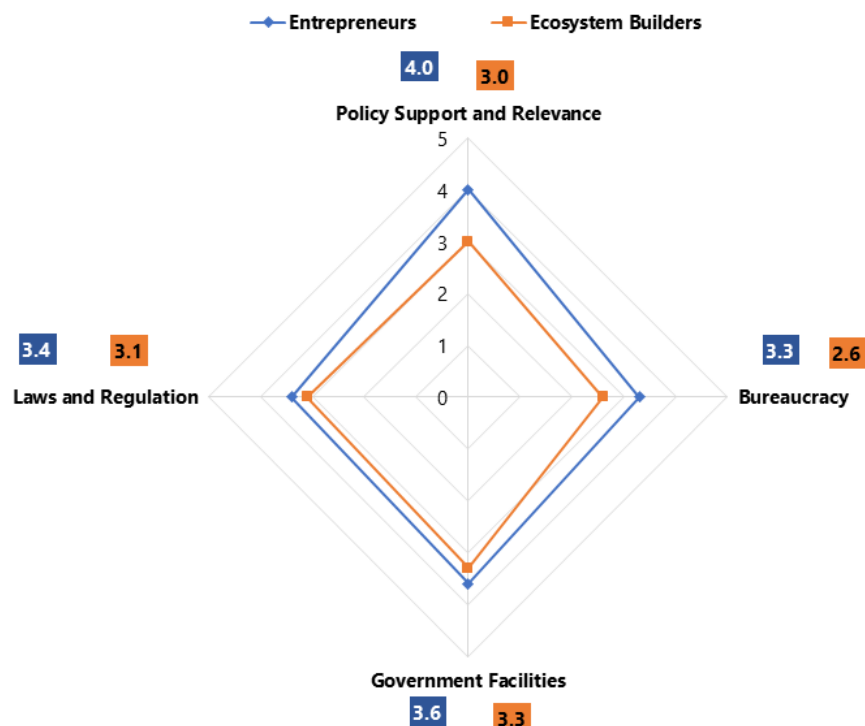 Entrepreneurs Ecosystem Builders
4.0 3.0
Policy Support and Relevance
5
4
3
2
1
0
3.4 3.1
Laws and Regulation
3.3 2.6
Bureaucracy
Government Facilities
3.6 3.3